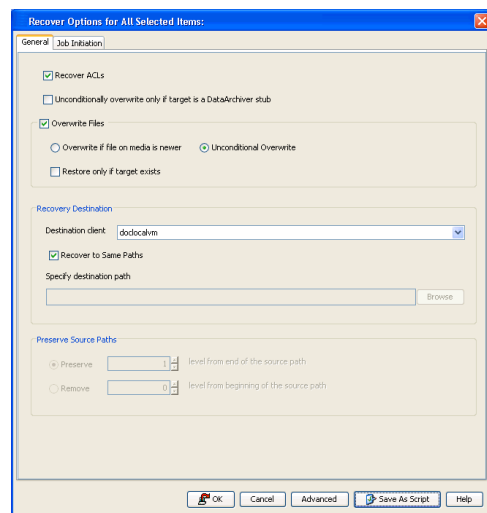 Recover Options for All Selected Items:
General Job Initiation
Recover ACLs
Unconditionally overwrite only if target is a DataArchiver stub
Overwrite Files
Overwrite if file on media is newer Unconditional Overwrite
Restore only if target exists
Recovery Destination
Destination client doclocalvm
Recover to Same Paths
Specify destination path
Browse
Preserve Source Paths
Preserve 1 level from end of the source path
Remove 0 level from beginning of the source path
OK Cancel Advanced Save As Script Help